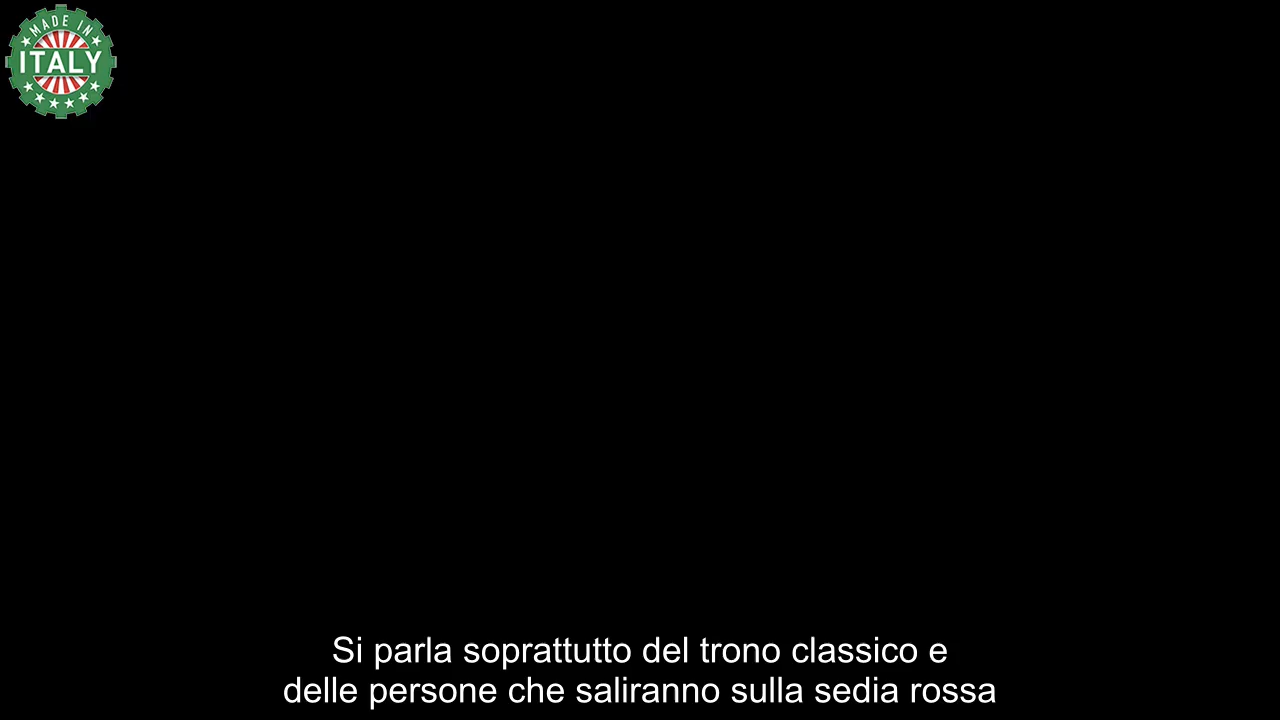 MADE IN
ITALY
Si parla soprattutto del trono classico e
delle persone che saliranno sulla sedia rossa